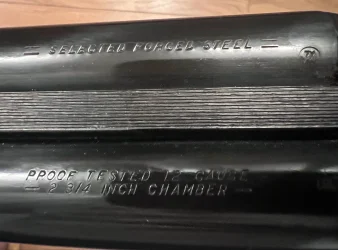 = SELECTED FORGED STEEL =
PROOF TESTED 12 GAUGE
— 2 3/4 INCH CHAMBER —